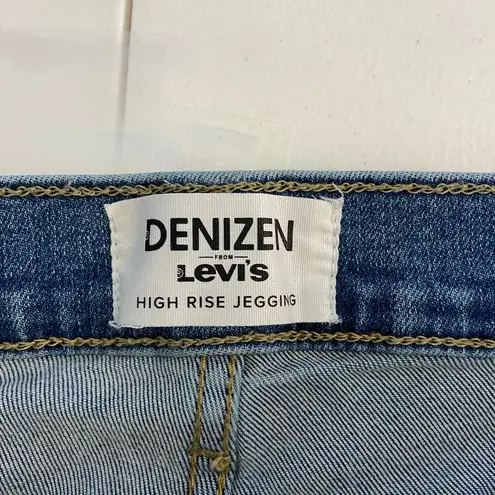 DENIZEN
FROM
Levi's
HIGH RISE JEGGING